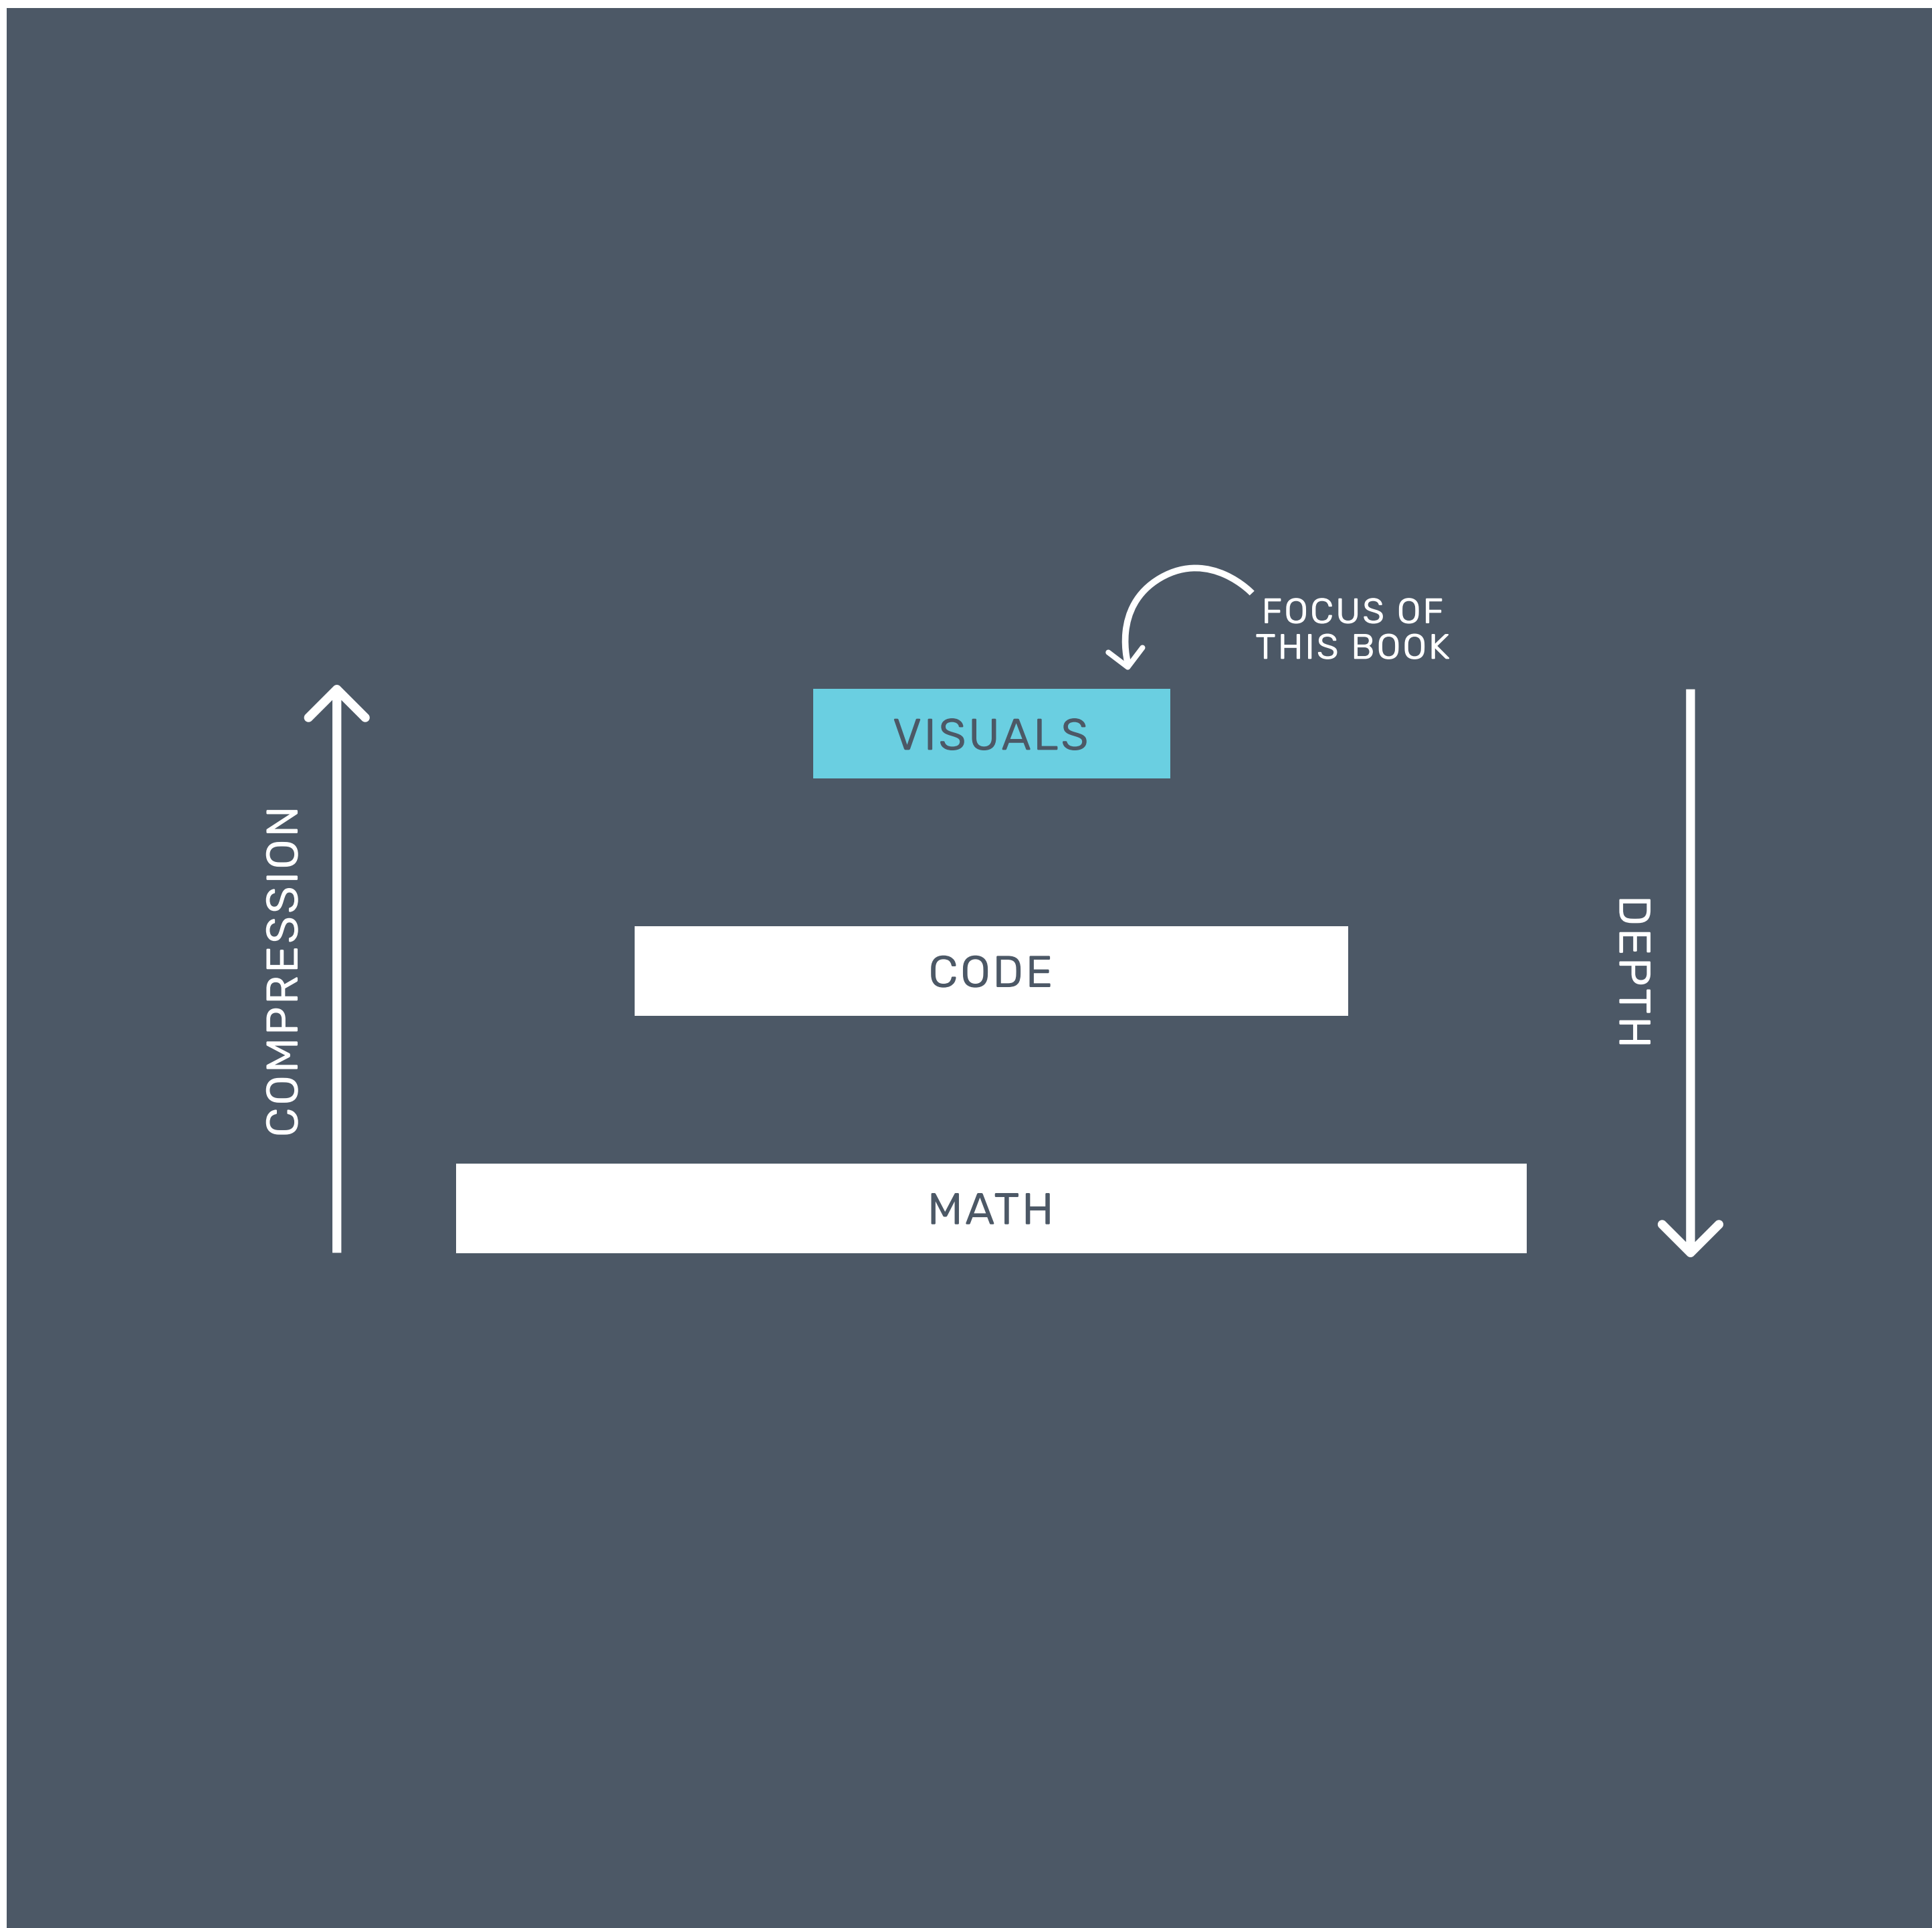 FOCUS OF
THIS BOOK
VISUALS
COMPRESSION
CODE
DEPTH
MATH